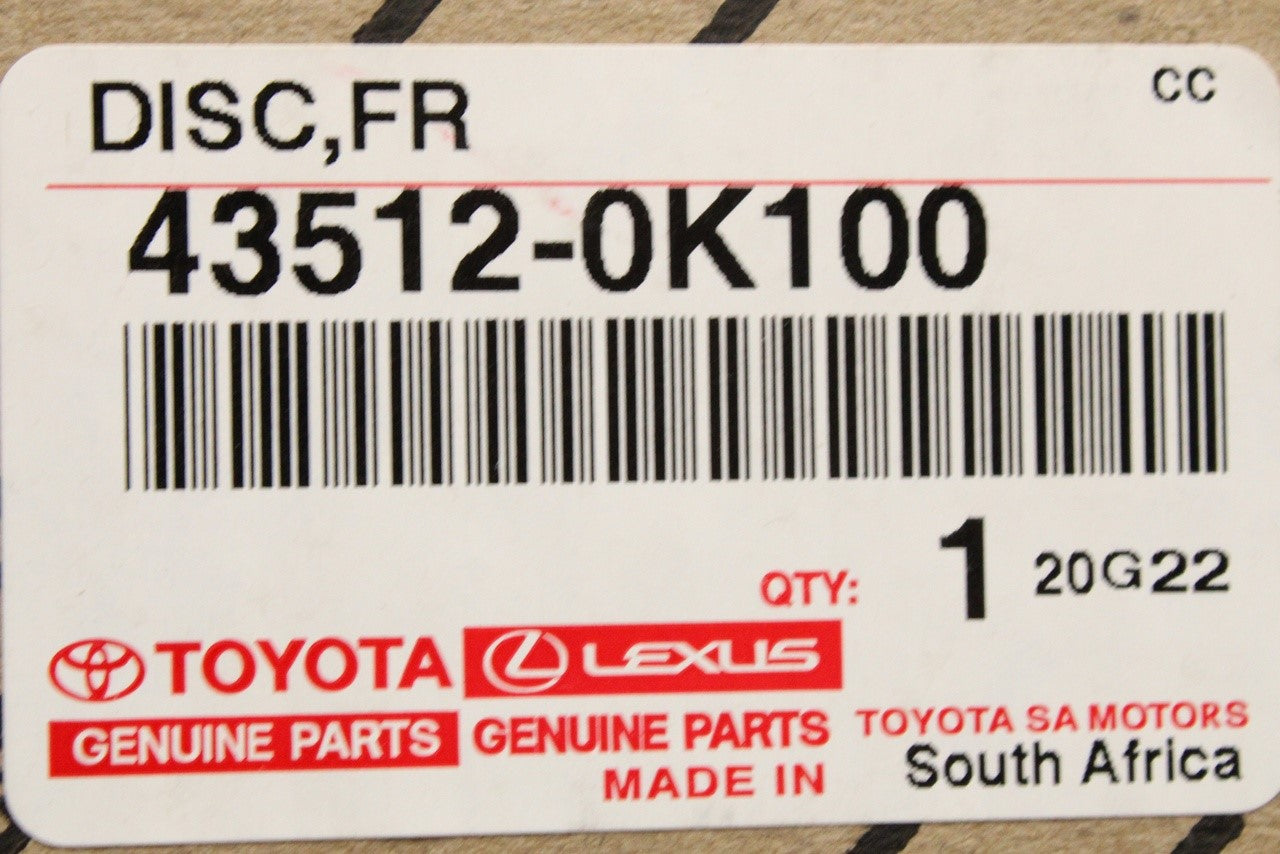 DISC,FR
CC
43512-0K100
QTY: 1 20G22
TOYOTA LEXUS
GENUINE PARTS GENUINE PARTS TOYOTA SA MOTORS
MADE IN South Africa